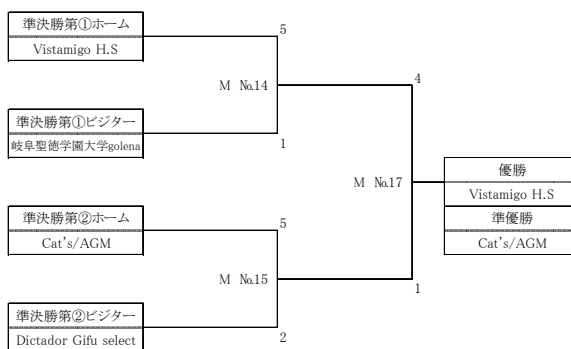 準決勝第①ホーム
Vistamigo H.S
5
M №14
4
準決勝第①ビジター
岐阜聖徳学園大学golena
1
M №17
優勝
Vistamigo H.S
準優勝
Cat's/AGM
準決勝第②ホーム
Cat's/AGM
5
M №15
1
準決勝第②ビジター
Dictador Gifu select
2